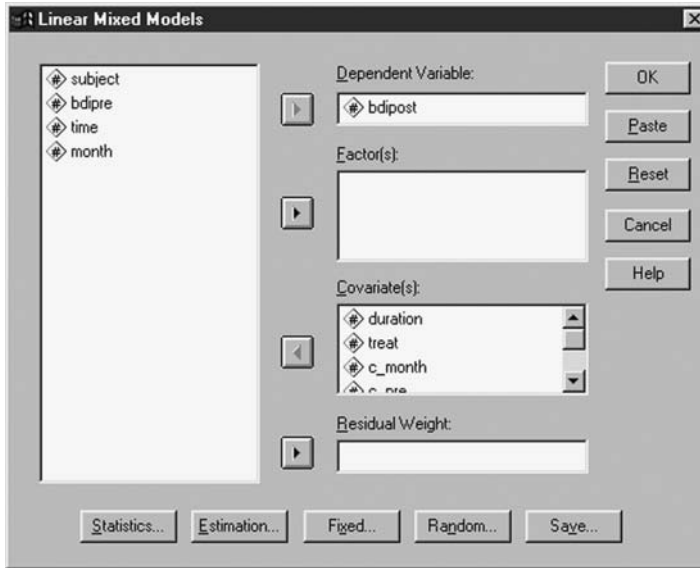 Linear Mixed Models
subject
bdipre
time
month
Dependent Variable:
bdipost
Factor(s):
Covariate(s):
duration
treat
c_month
c_pre
Residual Weight:
OK
Paste
Reset
Cancel
Help
Statistics...
Estimation...
Fixed...
Random...
Save...